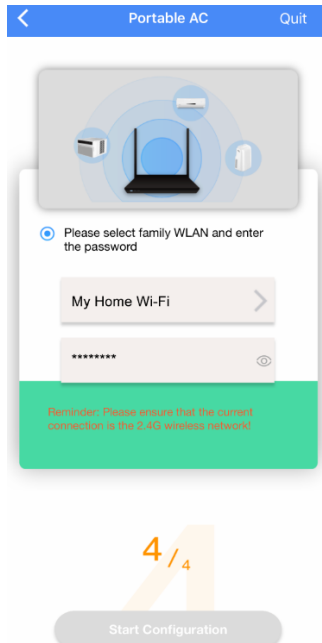 Portable AC
Quit
Please select family WLAN and enter
the password
My Home Wi-Fi
********
Reminder: Please ensure that the current
connection is the 2.4G wireless network!
4/4
Start Configuration